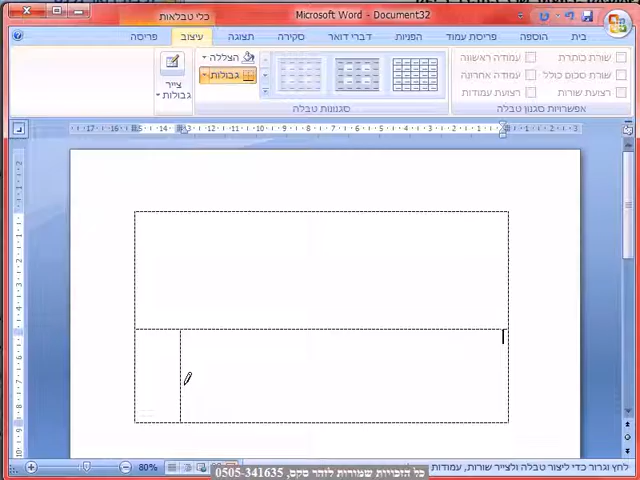 כלי טבלאות
Microsoft Word - Document32
בית
הוספה
פריסת עמוד
הפניות
דברי דואר
סקירה
תצוגה
עיצוב
פריסה
שורת כותרת
עמודה ראשונה
שורת סכום כולל
עמודה אחרונה
רצועת שורות
רצועת עמודות
אפשרויות סגנון טבלה
הצללה
גבולות
סגנונות טבלה
צייר
גבולות
לחץ וגרור כדי ליצור טבלה ולצייר שורות, עמודות
80%
כל הזכויות שמורות לזהר סקס, 0505-341635